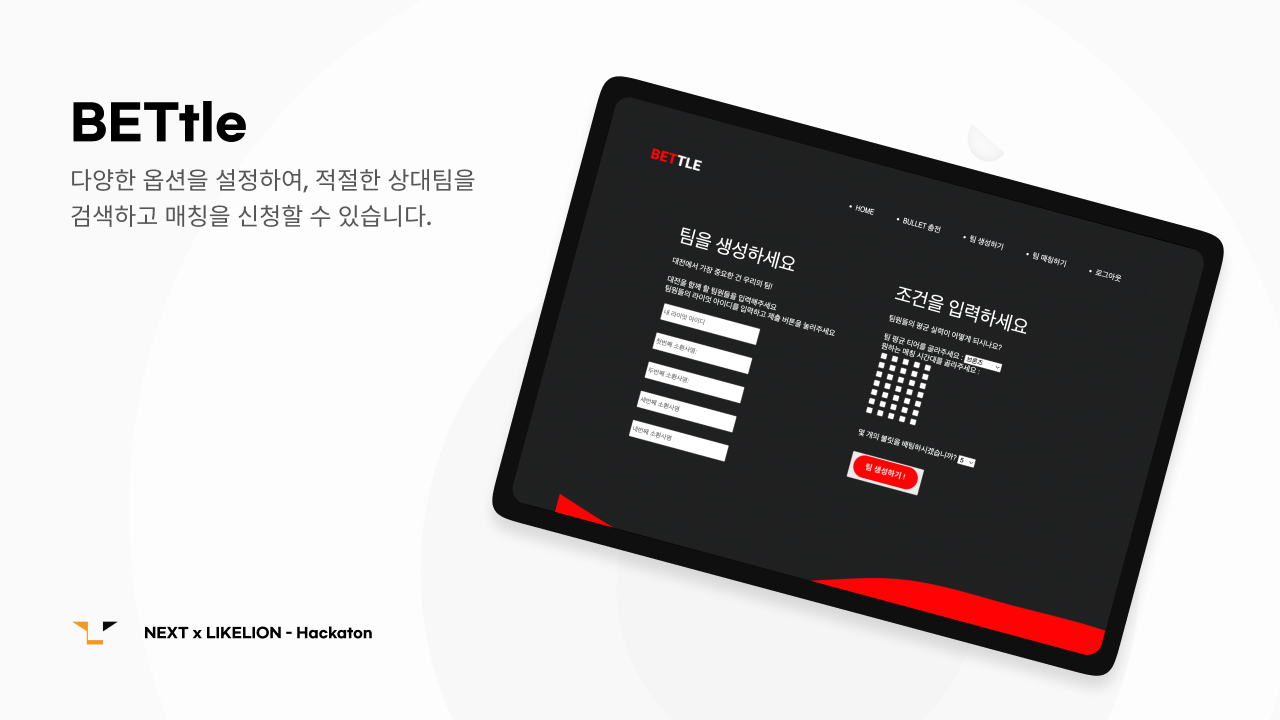 BETtle
다양한 옵션을 설정하여, 적절한 상대팀을
검색하고 매칭을 신청할 수 있습니다.
BETTLE
• HOME
• BULLET 충전
• 팀 생성하기
• 팀 매칭하기
• 로그아웃
팀을 생성하세요
대전에서 가장 중요한 건 우리의 팀!
대전을 함께 할 팀원들을 입력해주세요
팀원들의 라이엇 아이디를 입력하고 제출 버튼을 눌러주세요
내 라이엇 아이디
첫번째 소환사명:
두번째 소환사명:
세번째 소환사명
네번째 소환사명
조건을 입력하세요
팀원들의 평균 실력이 어떻게 되시나요?
팀 평균 티어를 골라주세요 : 브론즈
원하는 매칭 시간대를 골라주세요 :
몇 개의 불릿을 배팅하시겠습니까? 5
팀 생성하기 !
NEXT x LIKELION - Hackaton